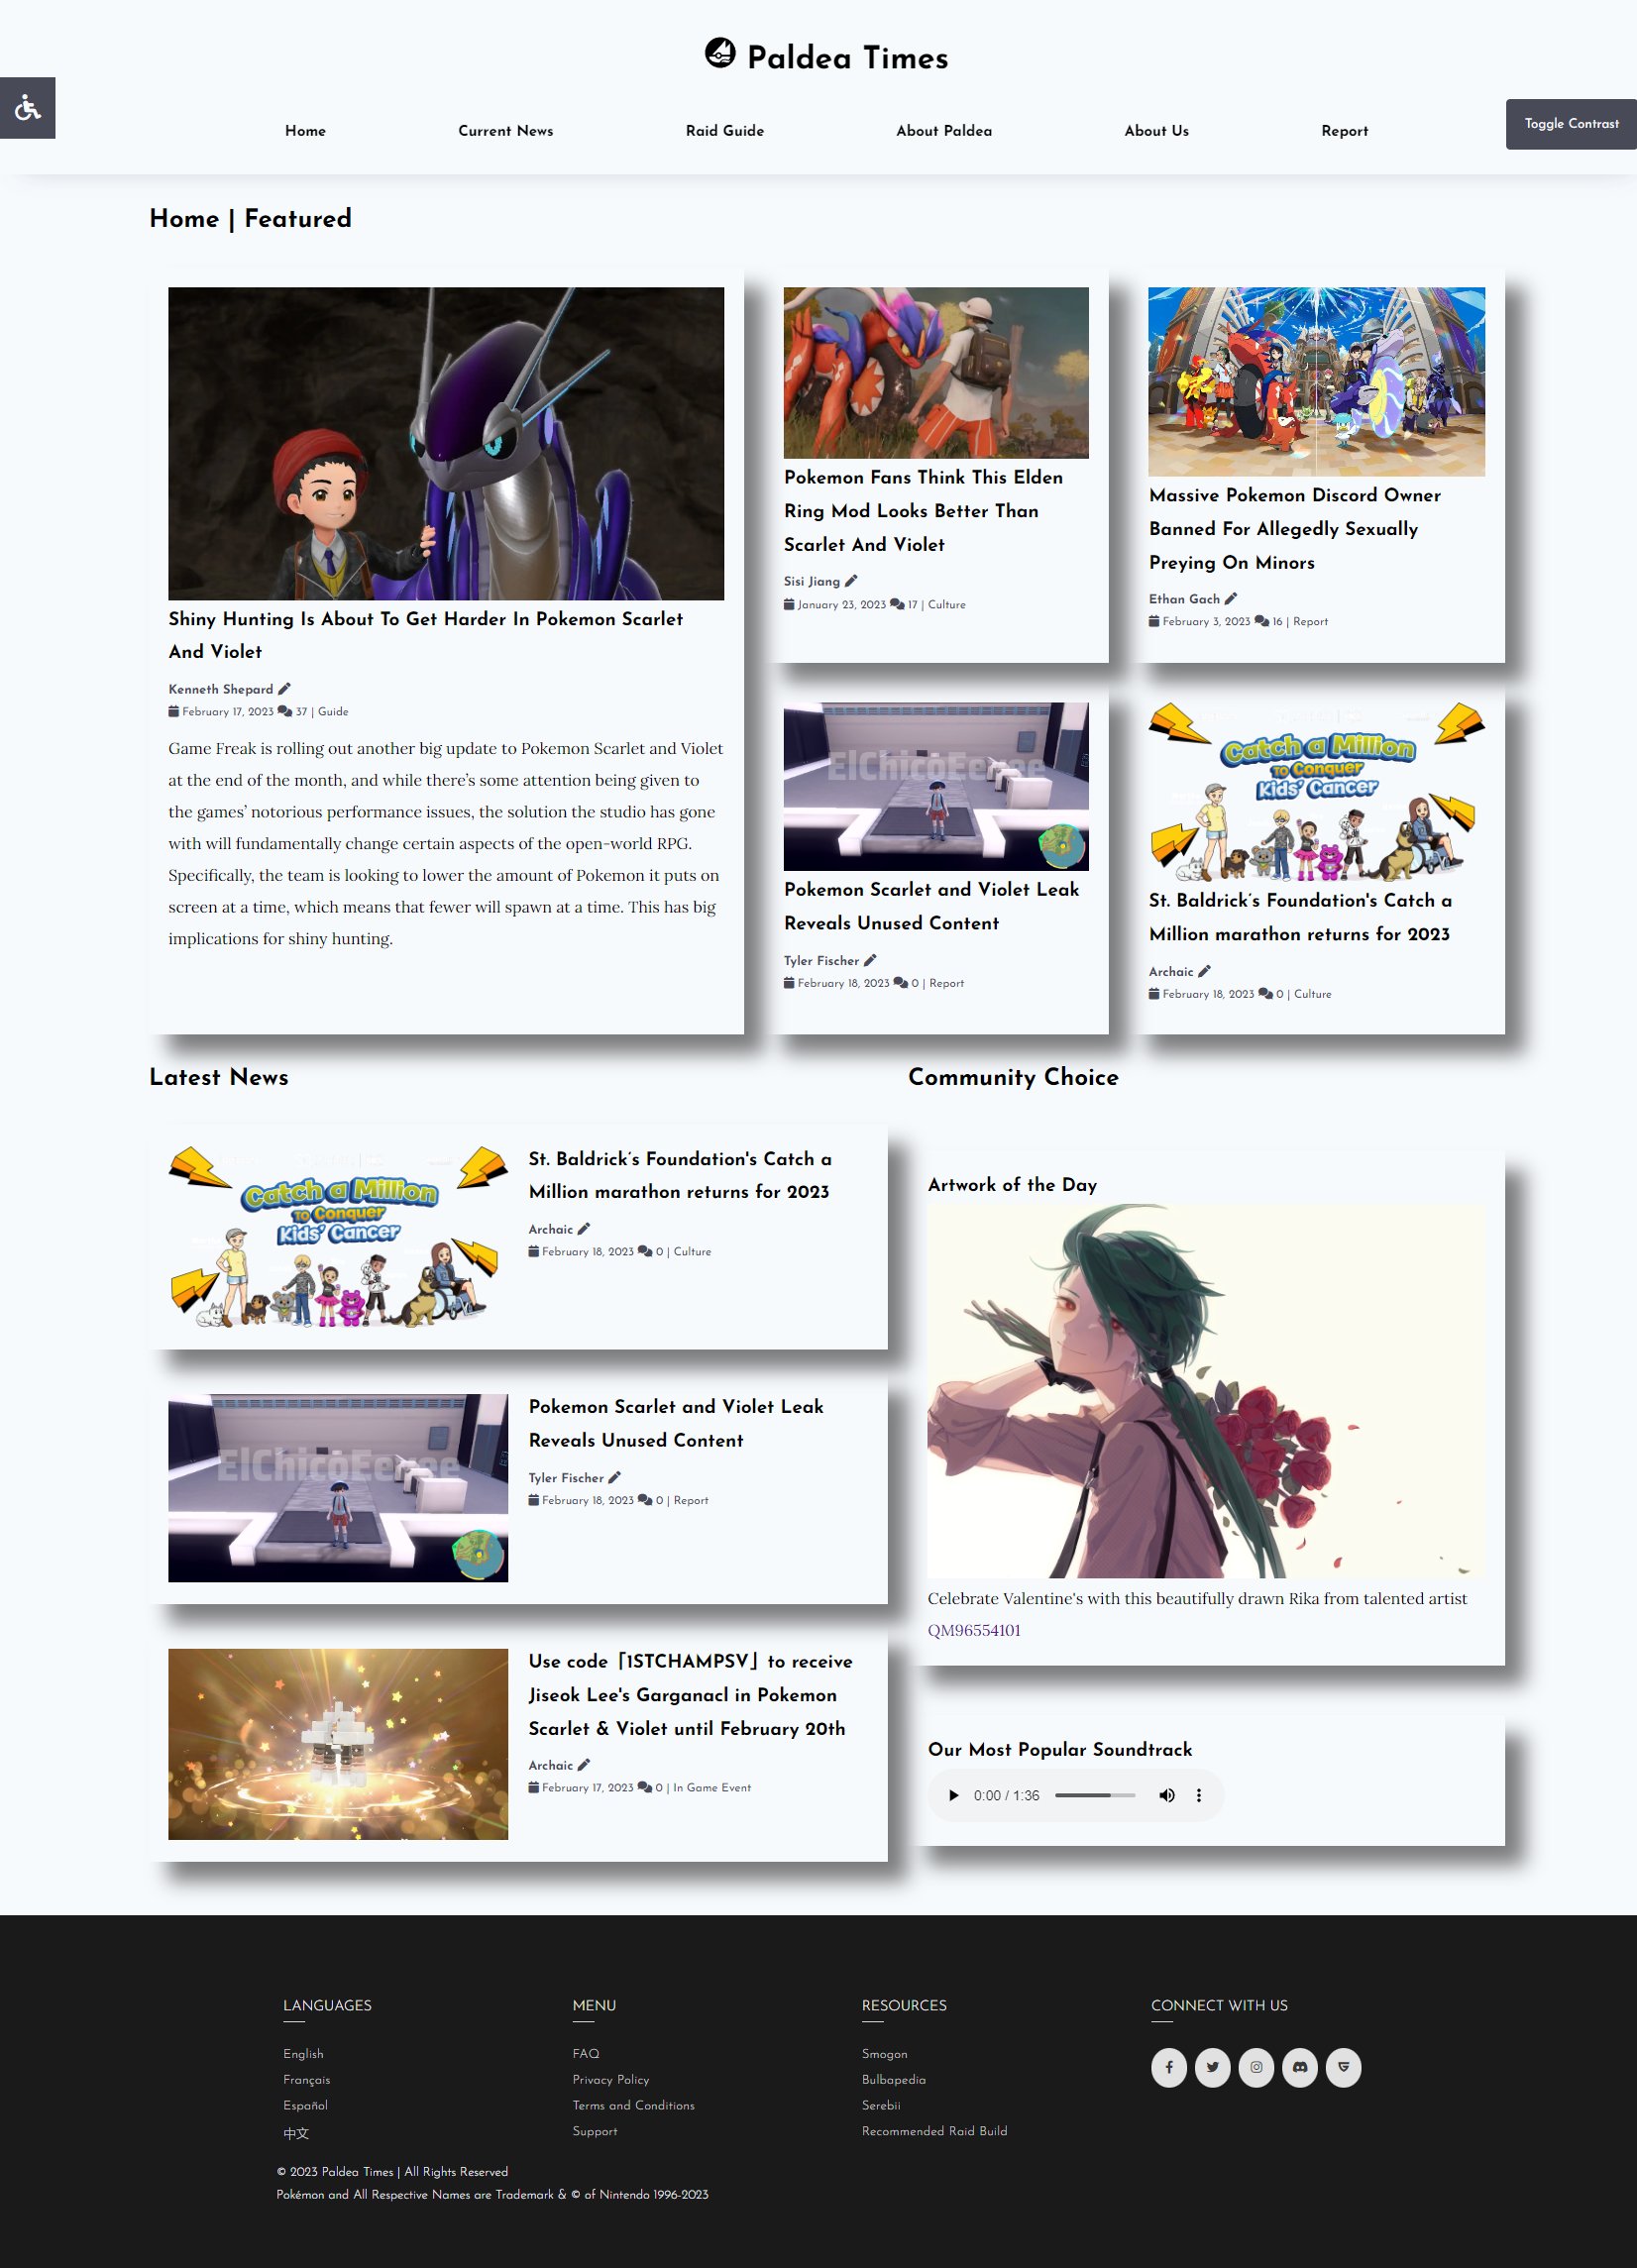 Paldea Times
Toggle Contrast
Home
Current News
Raid Guide
About Paldea
About Us
Report
Home | Featured
Shiny Hunting Is About To Get Harder In Pokemon Scarlet
And Violet
Kenneth Shepard
February 17, 2023 37 | Guide
Game Freak is rolling out another big update to Pokemon Scarlet and Violet
at the end of the month, and while there’s some attention being given to
the games’ notorious performance issues, the solution the studio has gone
with will fundamentally change certain aspects of the open-world RPG.
Specifically, the team is looking to lower the amount of Pokemon it puts on
screen at a time, which means that fewer will spawn at a time. This has big
implications for shiny hunting.
Pokemon Fans Think This Elden
Ring Mod Looks Better Than
Scarlet And Violet
Sisi Jiang
January 23, 2023 17 | Culture
Massive Pokemon Discord Owner
Banned For Allegedly Sexually
Preying On Minors
Ethan Gach
February 3, 2023 16 | Report
Pokemon Scarlet and Violet Leak
Reveals Unused Content
Tyler Fischer
February 18, 2023 0 | Report
Catch a Million
TO Conquer
Kids' Cancer
St. Baldrick's Foundation's Catch a
Million marathon returns for 2023
Archaic
February 18, 2023 0 | Culture
Latest News
Catch a Million
TO Conquer
Kids' Cancer
St. Baldrick's Foundation's Catch a
Million marathon returns for 2023
Archaic
February 18, 2023 0 | Culture
Pokemon Scarlet and Violet Leak
Reveals Unused Content
Tyler Fischer
February 18, 2023 0 | Report
Use code「1STCHAMPSV」to receive
Jiseok Lee's Garganacl in Pokemon
Scarlet & Violet until February 20th
Archaic
February 17, 2023 0 | In Game Event
Community Choice
Artwork of the Day
Celebrate Valentine's with this beautifully drawn Rika from talented artist
QM96554101
Our Most Popular Soundtrack
0:00 / 1:36
LANGUAGES
English
Français
Español
中文
MENU
FAQ
Privacy Policy
Terms and Conditions
Support
RESOURCES
Smogon
Bulbapedia
Serebii
Recommended Raid Build
CONNECT WITH US
© 2023 Paldea Times | All Rights Reserved
Pokémon and All Respective Names are Trademark & © of Nintendo 1996-2023